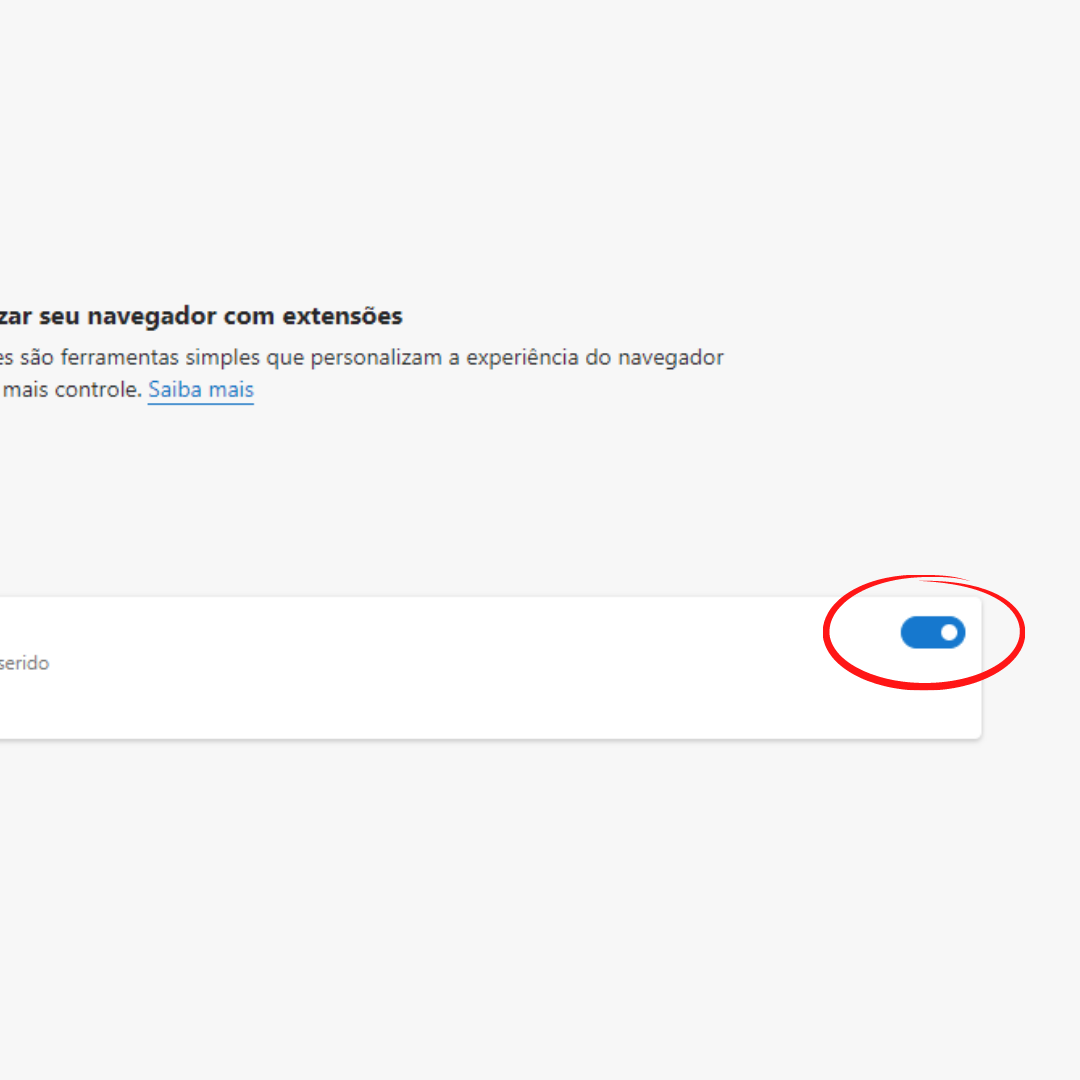 zar seu navegador com extensões
es são ferramentas simples que personalizam a experiência do navegador
mais controle. Saiba mais
serido